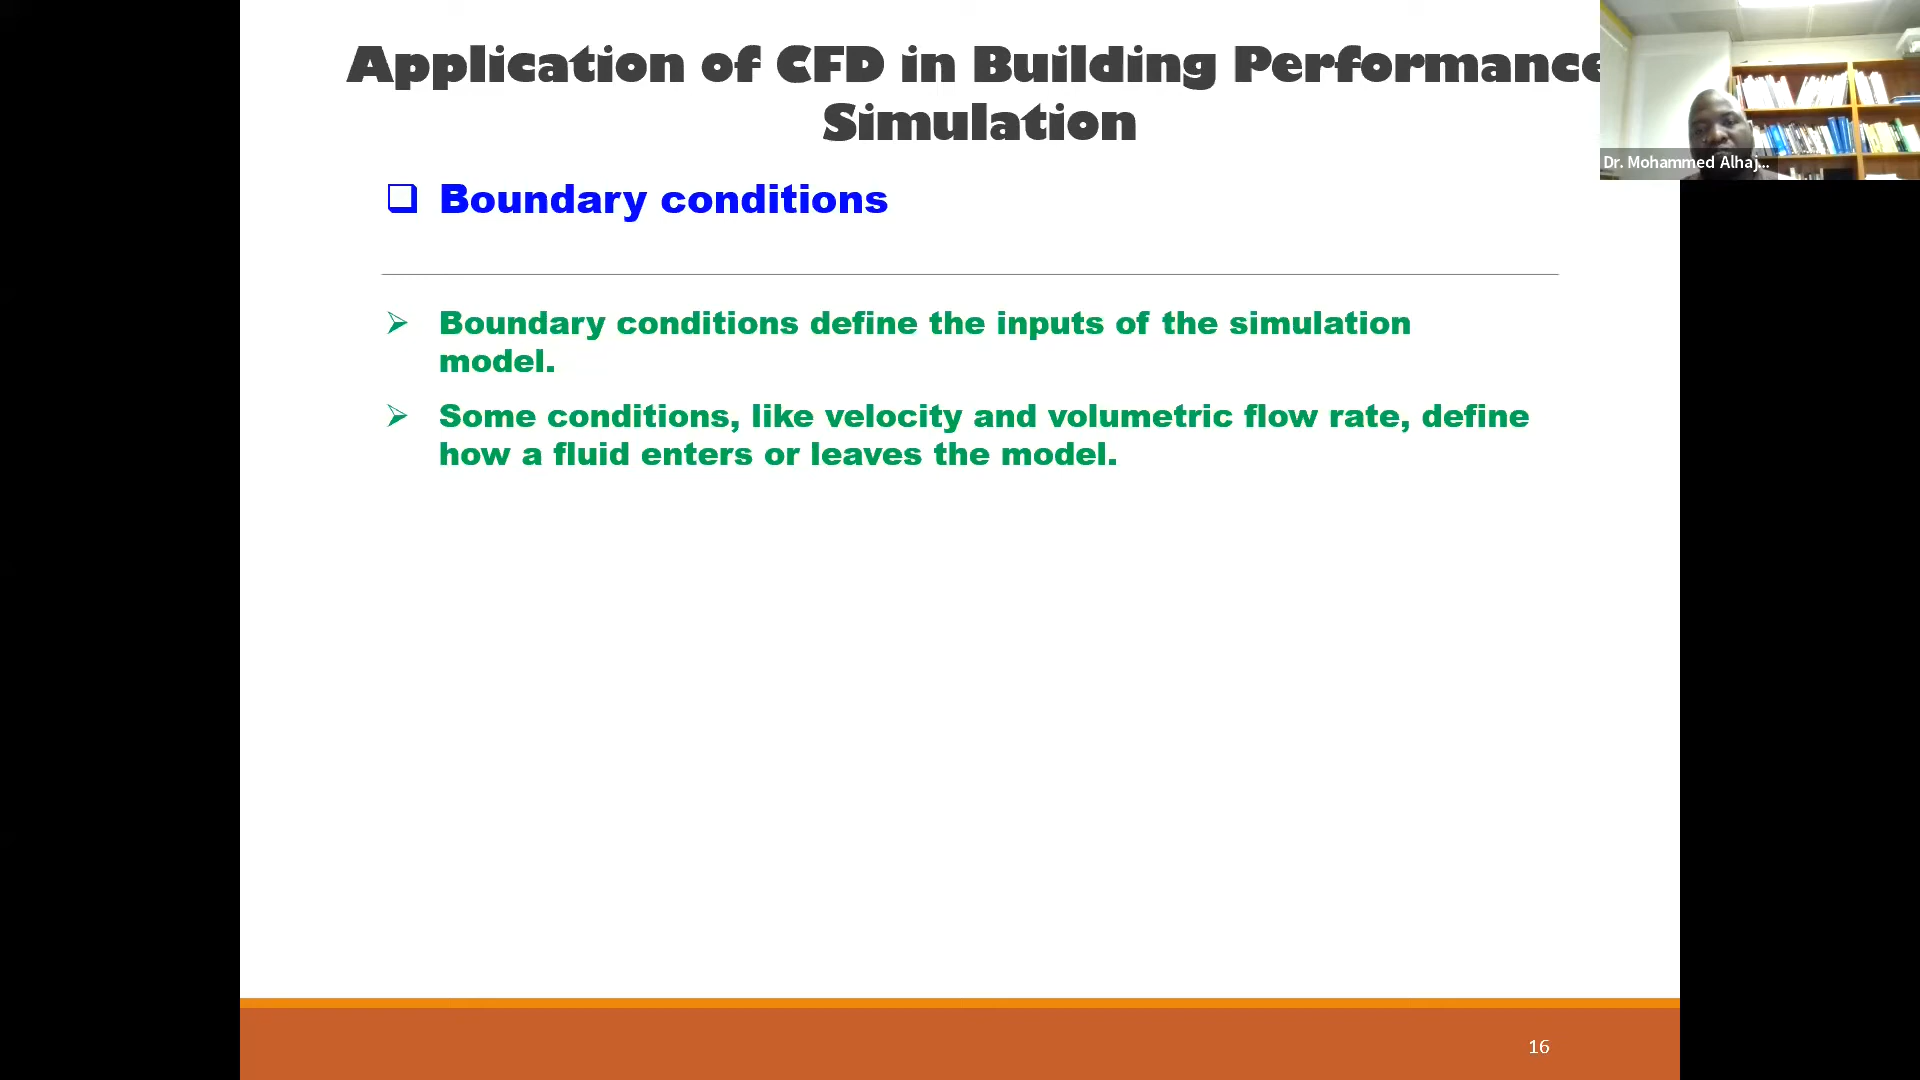 Application of CFD in Building Performance
Simulation
Dr. Mohammed Alhaj...
Boundary conditions
Boundary conditions define the inputs of the simulation
model.
Some conditions, like velocity and volumetric flow rate, define
how a fluid enters or leaves the model.
16